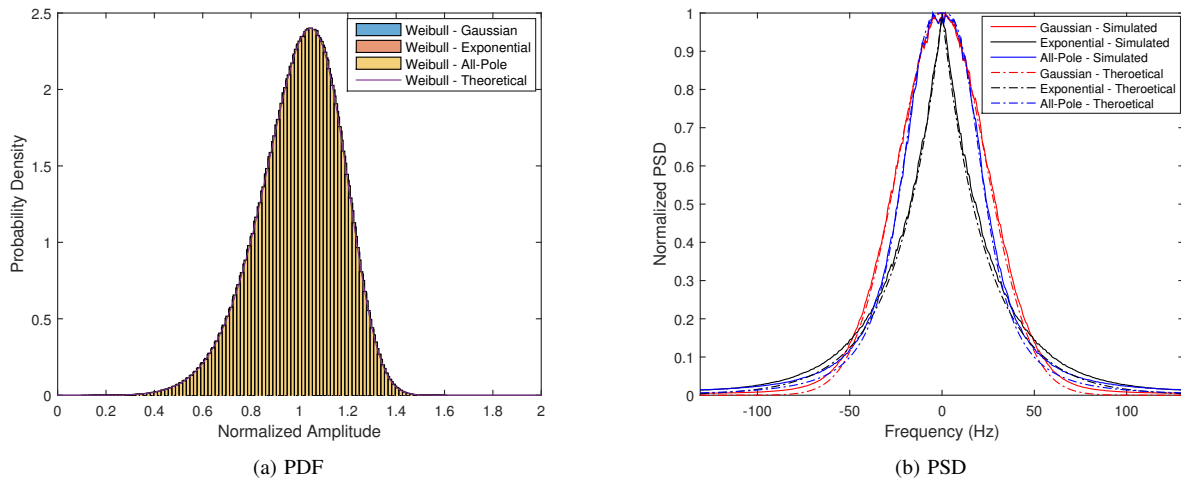 Probability Density
3
2.5
2
1.5
1
0.5
0
0 0.2 0.4 0.6 0.8 1 1.2 1.4 1.6 1.8 2
Normalized Amplitude
Weibull - Gaussian
Weibull - Exponential
Weibull - All-Pole
Weibull - Theoretical
(a) PDF
Normalized PSD
1
0.9
0.8
0.7
0.6
0.5
0.4
0.3
0.2
0.1
0
-100 -50 0 50 100
Frequency (Hz)
Gaussian - Simulated
Exponential - Simulated
All-Pole - Simulated
Gaussian - Theroetical
Exponential - Theroetical
All-Pole - Theroetical
(b) PSD